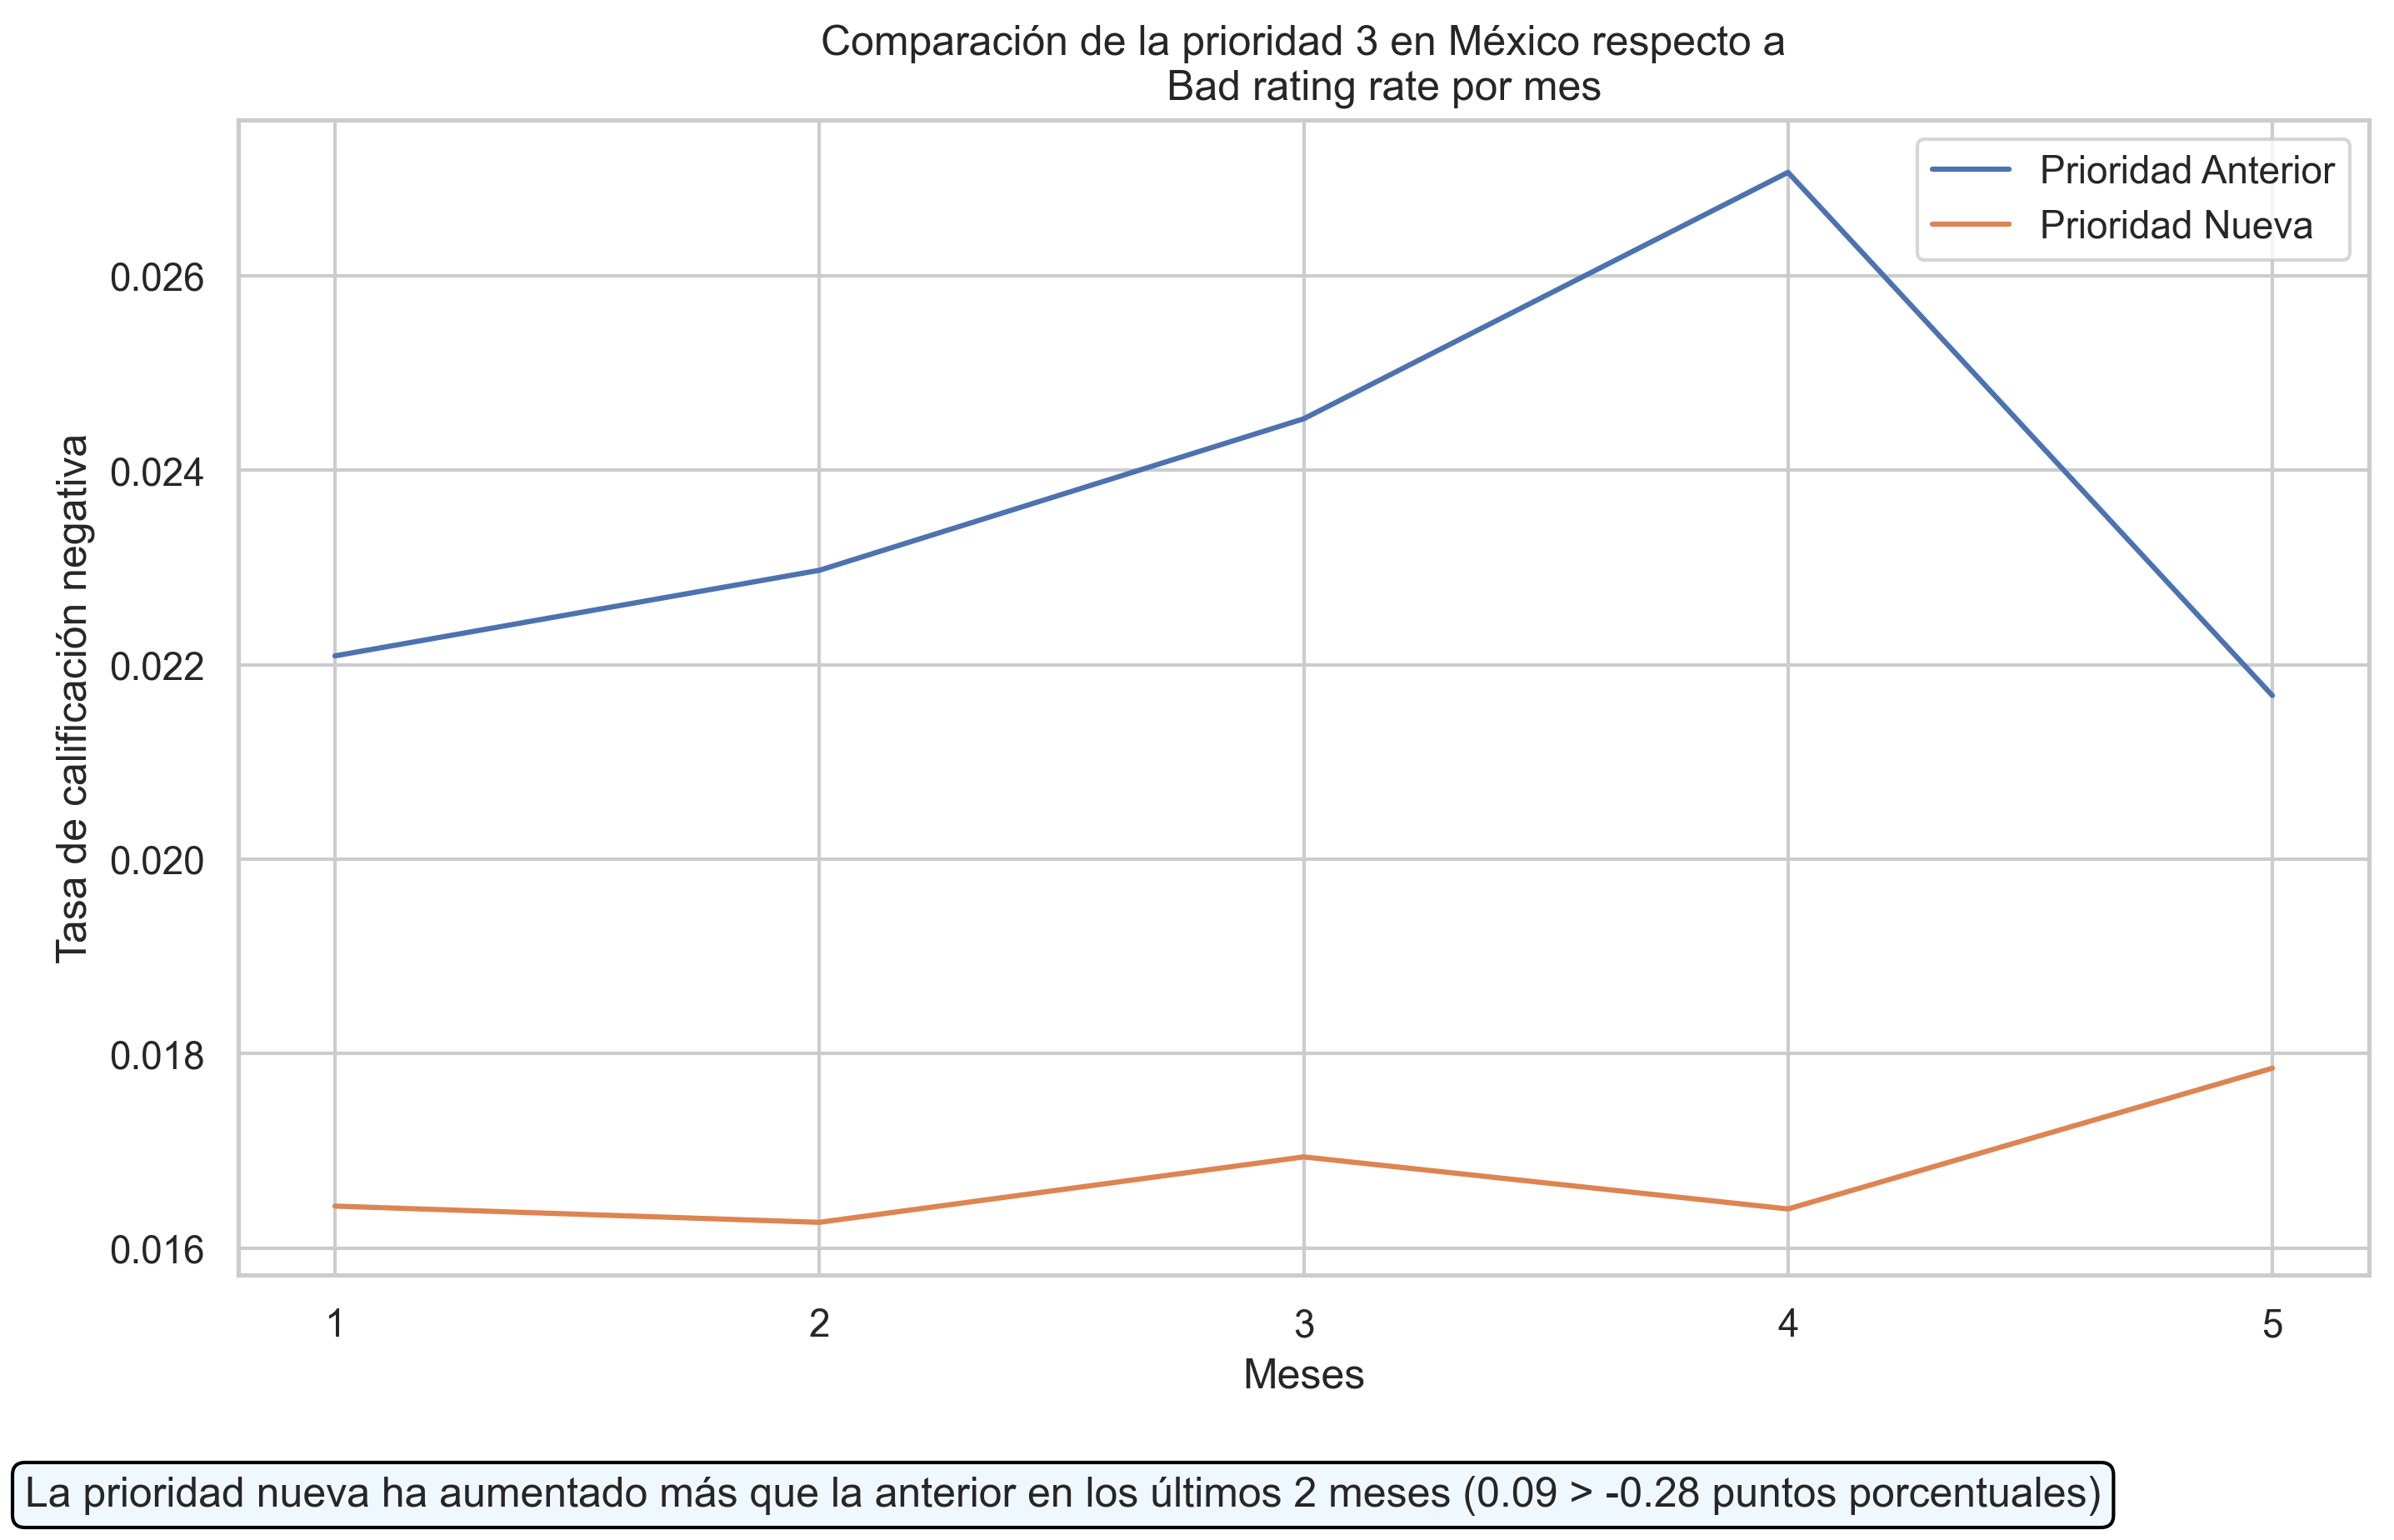 Comparación de la prioridad 3 en México respecto a
Bad rating rate por mes
Prioridad Anterior
Prioridad Nueva
Tasa de calificación negativa
0.026
0.024
0.022
0.020
0.018
0.016
1 2 3 4 5
Meses
La prioridad nueva ha aumentado más que la anterior en los últimos 2 meses (0.09 > -0.28 puntos porcentuales)